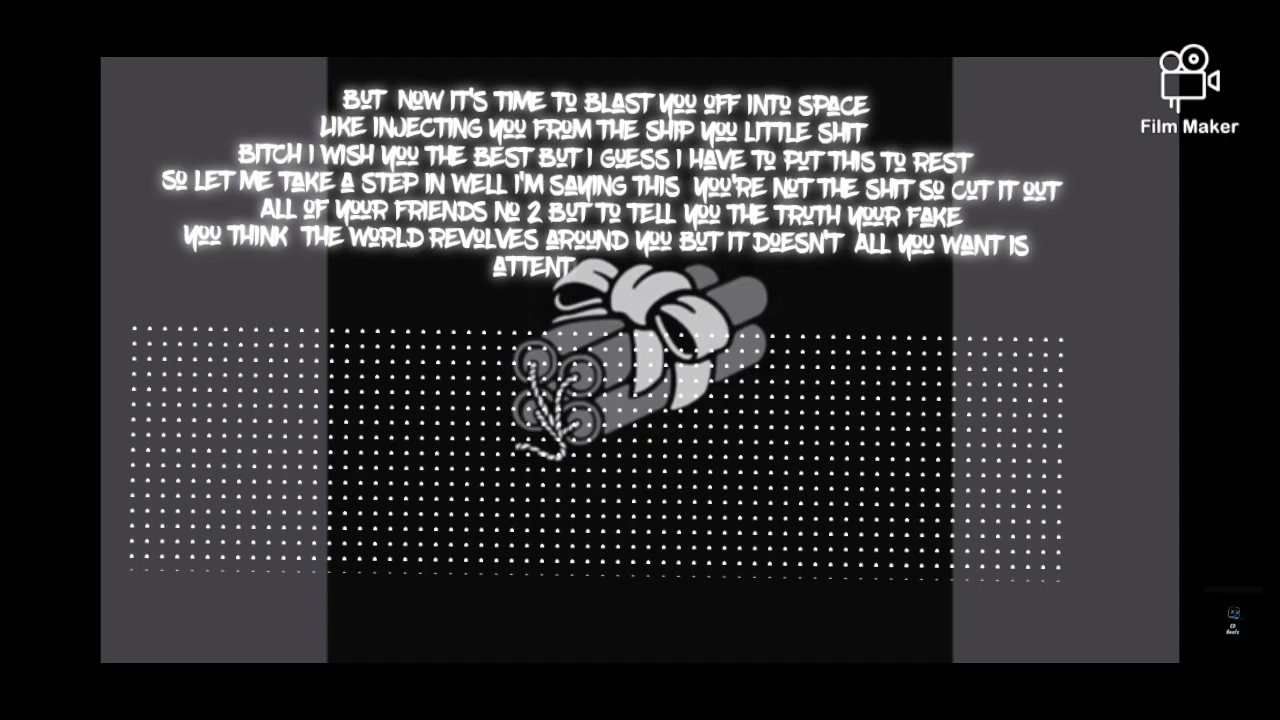 BUT NOW IT'S TIME TO BLAST YOU OFF INTO SPACE
LIKE INJECTING YOU FROM THE SHIP YOU LITTLE SHIT
BITCH I WISH YOU THE BEST BUT I GUESS I HAVE TO PUT THIS TO REST
SO LET ME TAKE A STEP IN WELL I'M SAYING THIS YOU'RE NOT THE SHIT SO CUT IT OUT
ALL OF YOUR FRIENDS NO 2 BUT TO TELL YOU THE TRUTH YOUR FAKE
YOU THINK THE WORLD REVOLVES AROUND YOU BUT IT DOESN'T ALL YOU WANT IS
ATTENT
Film Maker
CD
Beatz